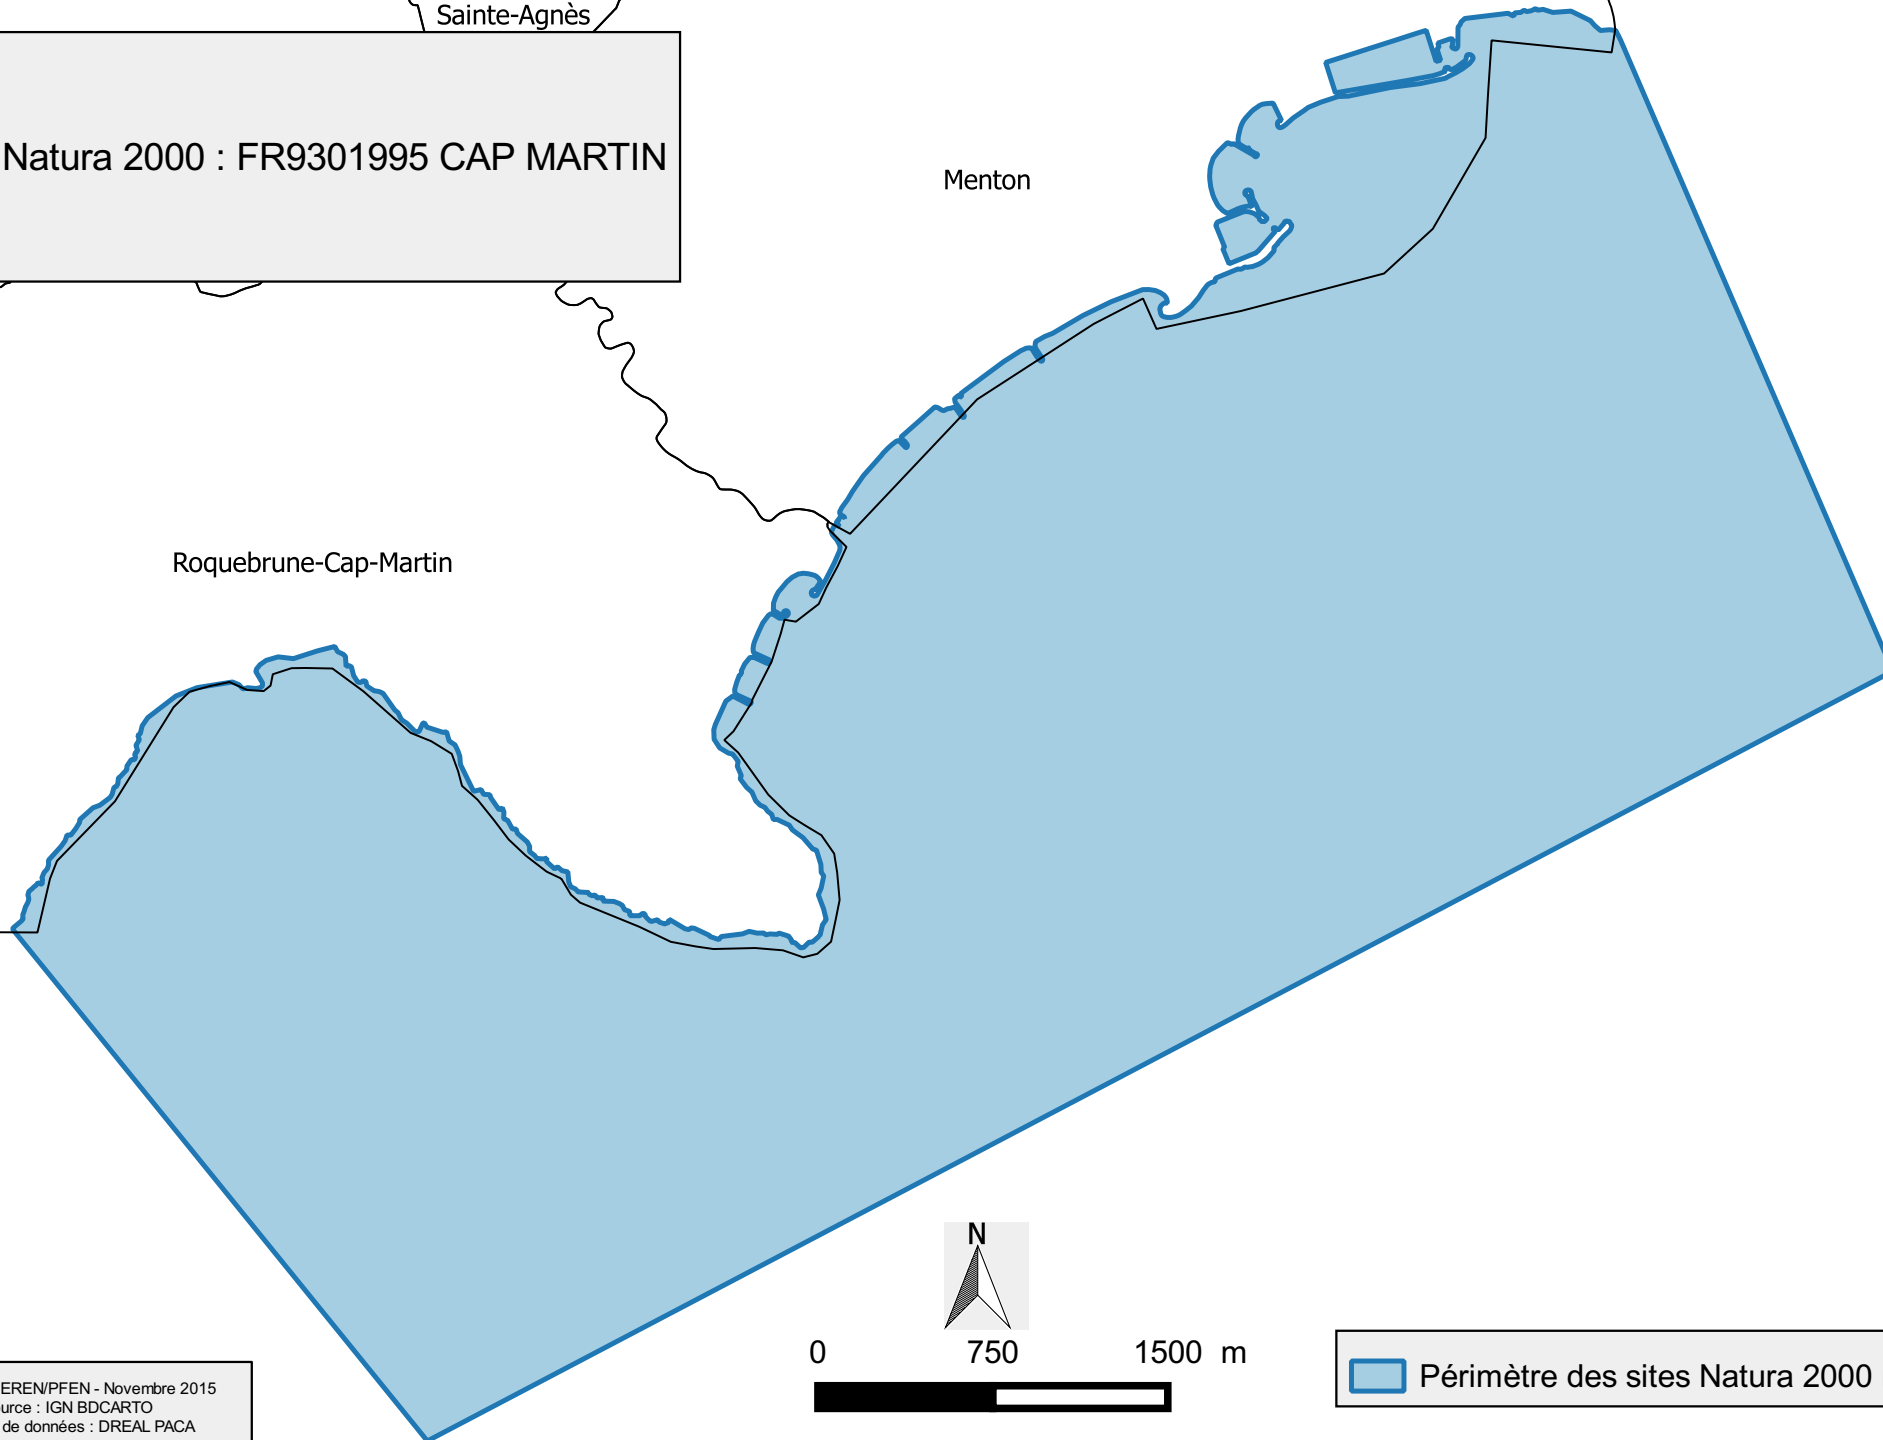 Sainte-Agnès
Natura 2000 : FR9301995 CAP MARTIN
Menton
Roquebrune-Cap-Martin
N
0 750 1500 m
Périmètre des sites Natura 2000
EREN/PFEN - Novembre 2015
urce : IGN BDCARTO
de données : DREAL PACA